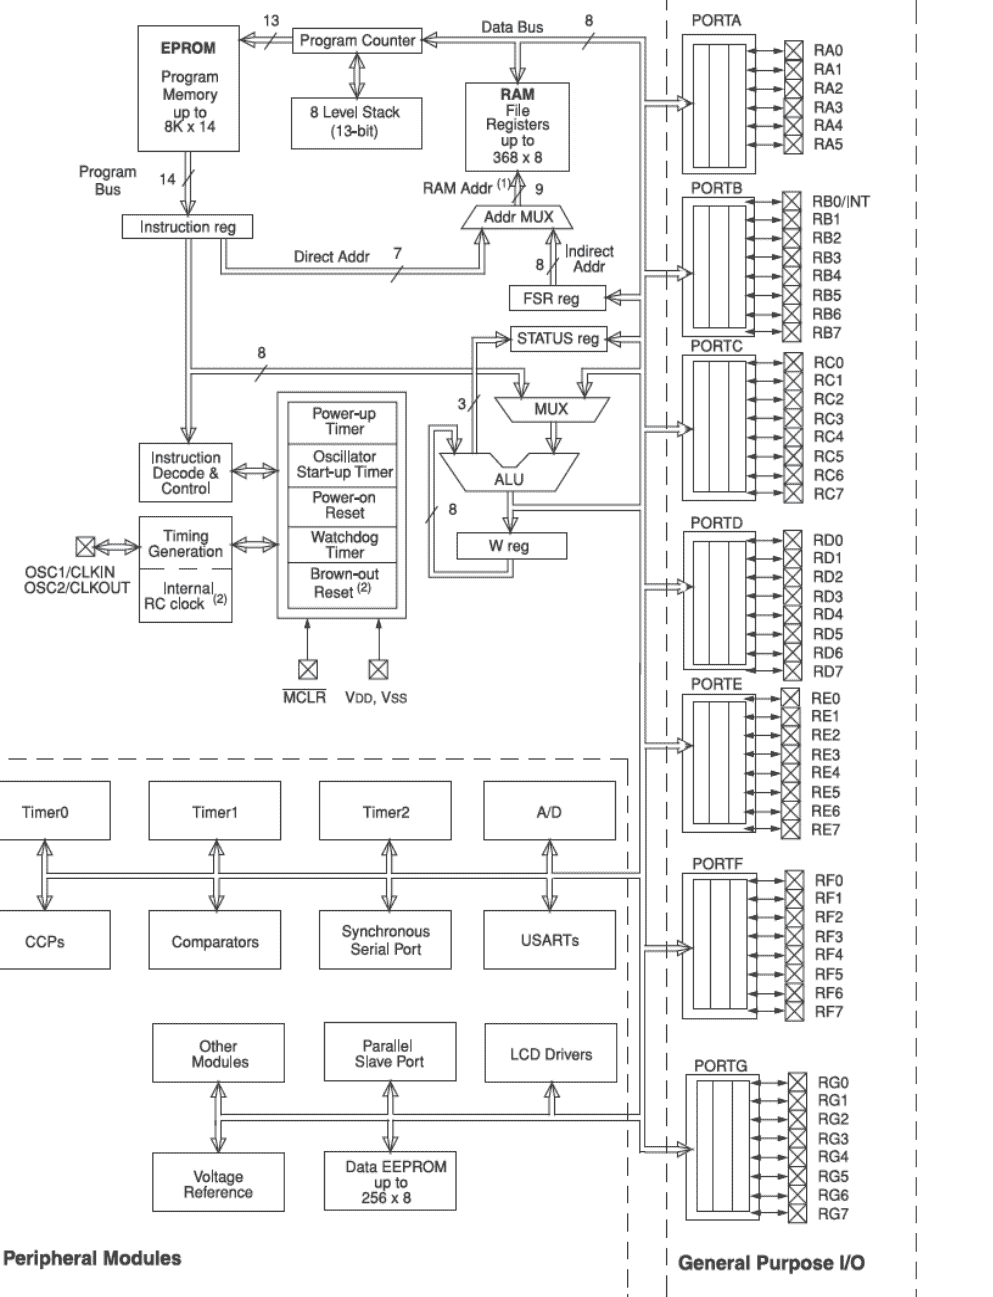 13
Data Bus
8
EPROM
Program
Memory
up to
8K x 14
Program Counter
8 Level Stack
(13-bit)
RAM
File
Registers
up to
368 x 8
Program
Bus
14
RAM Addr (1)
9
Addr MUX
Instruction reg
Direct Addr
7
8
Indirect
Addr
FSR reg
STATUS reg
8
3
MUX
Power-up
Timer
Oscillator
Start-up Timer
Power-on
Reset
Watchdog
Timer
Brown-out
Reset (2)
Instruction
Decode &
Control
ALU
8
W reg
Timing
Generation
Internal
RC clock (2)
OSC1/CLKIN
OSC2/CLKOUT
MCLR
VDD, VSS
Timer0
Timer1
Timer2
A/D
CCPs
Comparators
Synchronous
Serial Port
USARTs
Other
Modules
Parallel
Slave Port
LCD Drivers
Voltage
Reference
Data EEPROM
up to
256 x 8
Peripheral Modules
PORTA
RA0
RA1
RA2
RA3
RA4
RA5
PORTB
RB0/INT
RB1
RB2
RB3
RB4
RB5
RB6
RB7
PORTC
RC0
RC1
RC2
RC3
RC4
RC5
RC6
RC7
PORTD
RD0
RD1
RD2
RD3
RD4
RD5
RD6
RD7
PORTE
RE0
RE1
RE2
RE3
RE4
RE5
RE6
RE7
PORTF
RF0
RF1
RF2
RF3
RF4
RF5
RF6
RF7
PORTG
RG0
RG1
RG2
RG3
RG4
RG5
RG6
RG7
General Purpose I/O